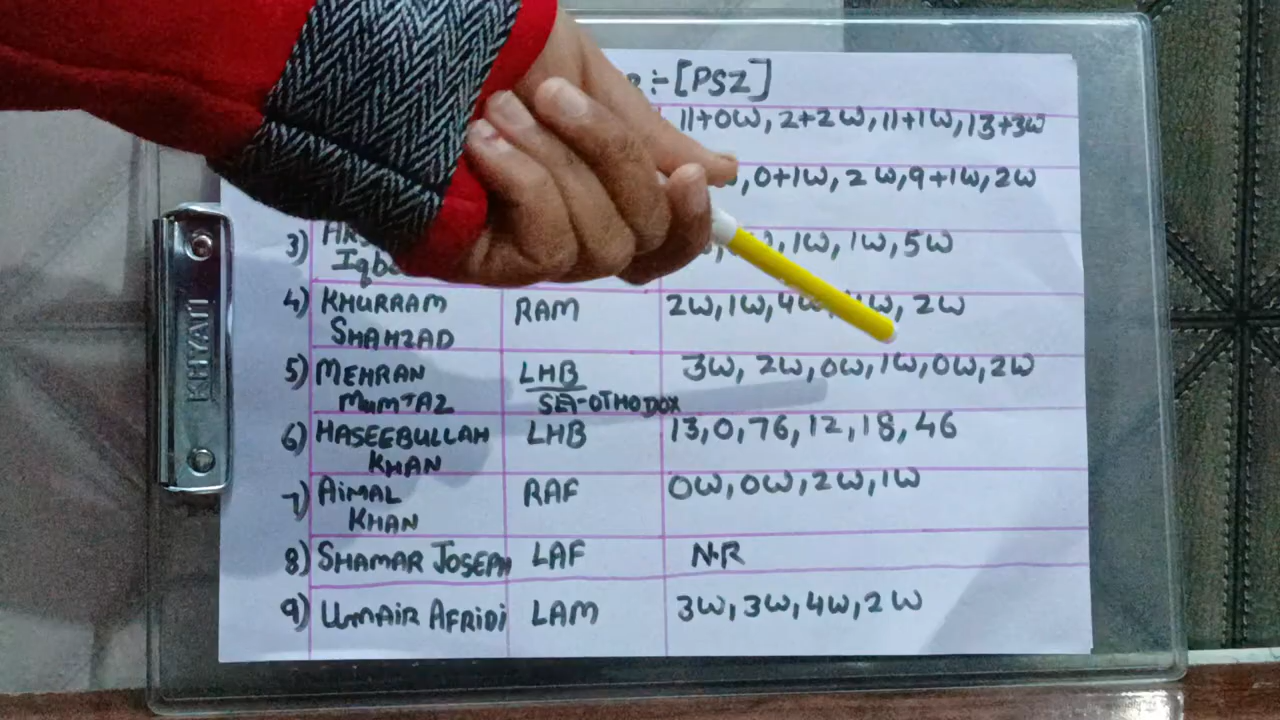 :-[PSZ]
11+0W, 2+2W, 11+1W, 13+3W
, 0+1W, 2W, 9+1W, 2W
3) Iqb 1W, 1W, 5W
4) KHURRAM RAM 2W, 1W, 4W, 2W
SHAHZAD
5) MEHRAN LHB 3W, 2W, 0W, 1W, 0W, 2W
MUMTAZ SLA-OTHODOX
6) HASEEBULLAH LHB 13, 0, 76, 12, 18, 46
KHAN
7) AIMAL RAF 0W, 0W, 2W, 1W
KHAN
8) SHAMAR JOSEPH LAF N.R
9) UMAIR AFRIDI LAM 3W, 3W, 4W, 2W
KHYATI